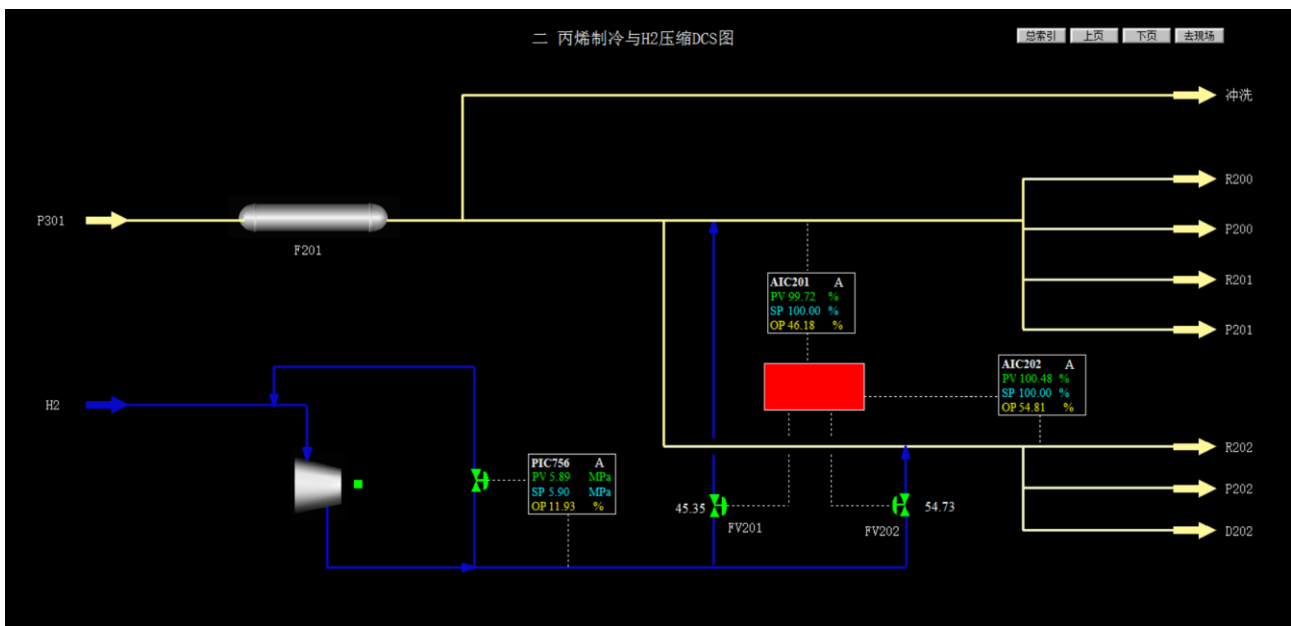 二 丙烯制冷与H2压缩DCS图
总索引 上页 下页 去现场
冲洗
R200
P301
P200
F201
R201
AIC201 A
PV 99.72 %
SP 100.00 %
OP 46.18 %
P201
AIC202 A
PV 100.48 %
SP 100.00 %
OP 54.81 %
H2
R202
PIC756 A
PV 5.89 MPa
SP 5.90 MPa
OP 11.93 %
P202
45.35
54.73
FV201
FV202
D202